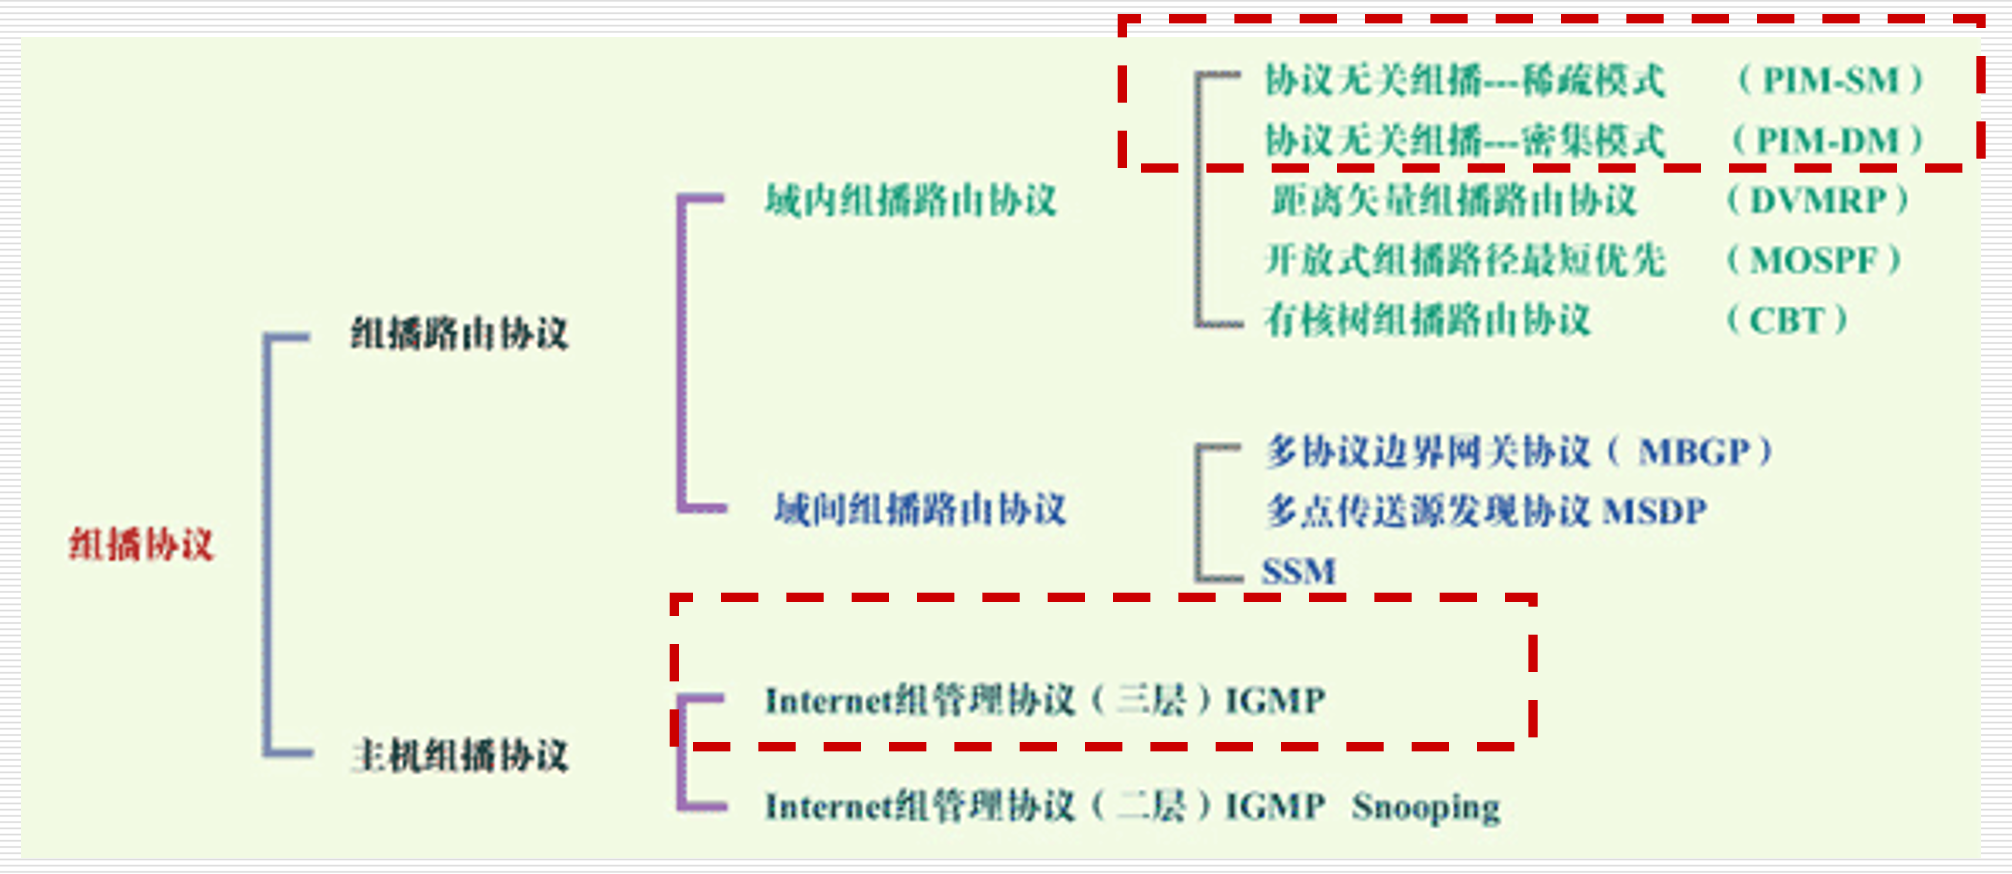 协议无关组播---稀疏模式 （PIM-SM）
协议无关组播---密集模式 （PIM-DM）
域内组播路由协议
距离矢量组播路由协议 （DVMRP）
开放式组播路径最短优先 （MOSPF）
有核树组播路由协议 （CBT）
组播路由协议
多协议边界网关协议（ MBGP）
域间组播路由协议
多点传送源发现协议 MSDP
SSM
组播协议
Internet组管理协议（三层）IGMP
主机组播协议
Internet组管理协议（二层）IGMP Snooping